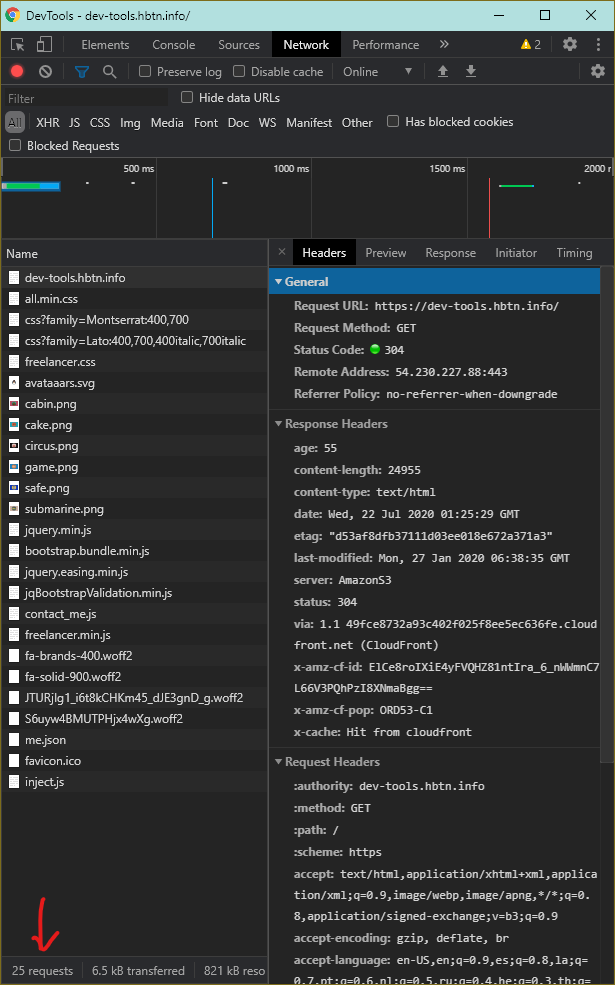 DevTools - dev-tools.hbtn.info/
Elements Console Sources Network Performance » 2
Preserve log Disable cache Online
Filter Hide data URLs
All XHR JS CSS Img Media Font Doc WS Manifest Other Has blocked cookies
Blocked Requests
500 ms 1000 ms 1500 ms 2000 r
Name
dev-tools.hbtn.info
all.min.css
css?family=Montserrat:400,700
css?family=Lato:400,700,400italic,700italic
freelancer.css
avataaars.svg
cabin.png
cake.png
circus.png
game.png
safe.png
submarine.png
jquery.min.js
bootstrap.bundle.min.js
jquery.easing.min.js
jqBootstrapValidation.min.js
contact_me.js
freelancer.min.js
fa-brands-400.woff2
fa-solid-900.woff2
JTURjIg1_i6t8kCHKm45_dJE3gnD_g.woff2
S6uyw4BMUTPHjx4wXg.woff2
me.json
favicon.ico
inject.js
25 requests 6.5 kB transferred 821 kB reso
× Headers Preview Response Initiator Timing
General
Request URL: https://dev-tools.hbtn.info/
Request Method: GET
Status Code: 304
Remote Address: 54.230.227.88:443
Referrer Policy: no-referrer-when-downgrade
Response Headers
age: 55
content-length: 24955
content-type: text/html
date: Wed, 22 Jul 2020 01:25:29 GMT
etag: "d53af8dfb37111d03ee018e672a371a3"
last-modified: Mon, 27 Jan 2020 06:38:35 GMT
server: AmazonS3
status: 304
via: 1.1 49fce8732a93c402f025f8ee5ec636fe.cloud
front.net (CloudFront)
x-amz-cf-id: ElCe8roIXiE4yFVQHZ81ntIra_6_nWWmnC7
L66V3PQhPzI8XNmaBgg==
x-amz-cf-pop: ORD53-C1
x-cache: Hit from cloudfront
Request Headers
:authority: dev-tools.hbtn.info
:method: GET
:path: /
:scheme: https
accept: text/html,application/xhtml+xml,applica
tion/xml;q=0.9,image/webp,image/apng,*/*;q=0.
8,application/signed-exchange;v=b3;q=0.9
accept-encoding: gzip, deflate, br
accept-language: en-US,en;q=0.9,es;q=0.8,la;q=
0.7,pt;q=0.6,nl;q=0.5,ru;q=0.4,he;q=0.3,th;q=